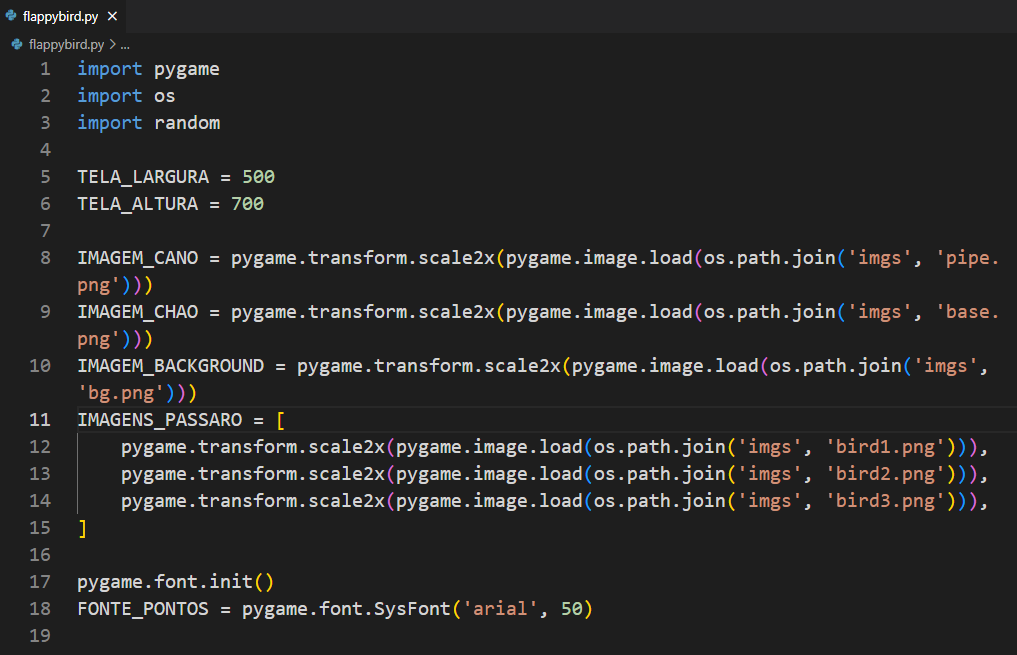 flappybird.py ×
flappybird.py > ...
1 import pygame
2 import os
3 import random
4
5 TELA_LARGURA = 500
6 TELA_ALTURA = 700
7
8 IMAGEM_CANO = pygame.transform.scale2x(pygame.image.load(os.path.join('imgs', 'pipe.
png')))
9 IMAGEM_CHAO = pygame.transform.scale2x(pygame.image.load(os.path.join('imgs', 'base.
png')))
10 IMAGEM_BACKGROUND = pygame.transform.scale2x(pygame.image.load(os.path.join('imgs',
'bg.png')))
11 IMAGENS_PASSARO = [
12     pygame.transform.scale2x(pygame.image.load(os.path.join('imgs', 'bird1.png'))),
13     pygame.transform.scale2x(pygame.image.load(os.path.join('imgs', 'bird2.png'))),
14     pygame.transform.scale2x(pygame.image.load(os.path.join('imgs', 'bird3.png'))),
15 ]
16
17 pygame.font.init()
18 FONTE_PONTOS = pygame.font.SysFont('arial', 50)
19